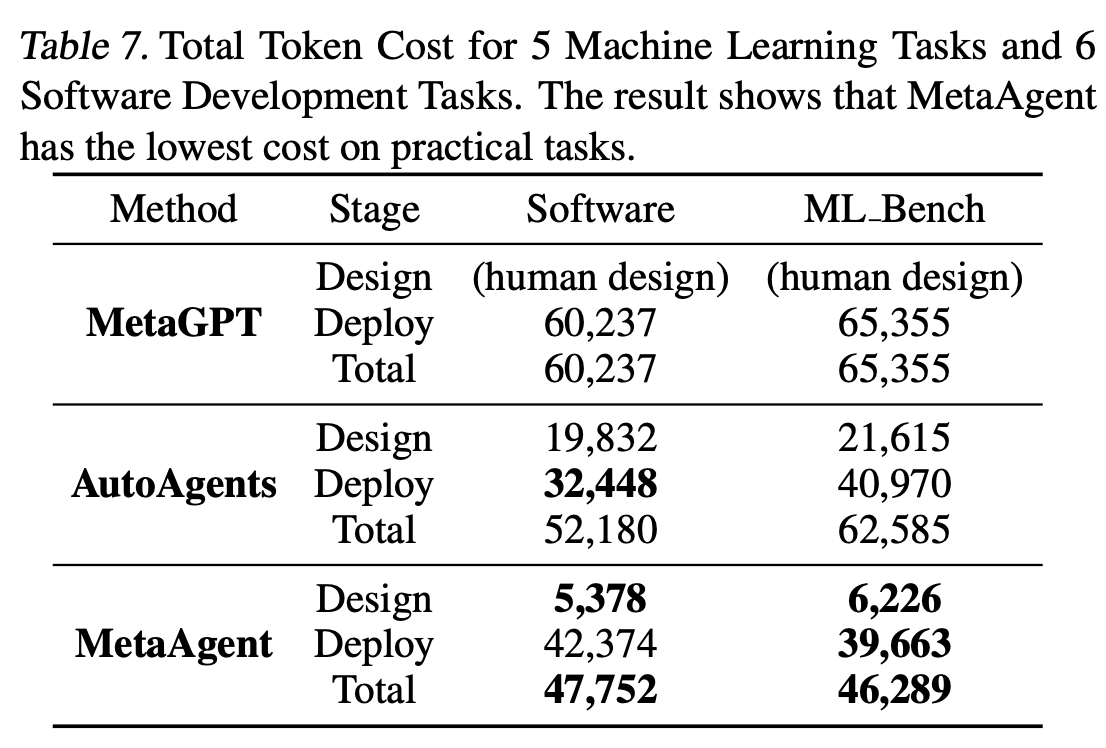 Table 7. Total Token Cost for 5 Machine Learning Tasks and 6
Software Development Tasks. The result shows that MetaAgent
has the lowest cost on practical tasks.
Method Stage Software ML_Bench
Design (human design) (human design)
MetaGPT Deploy 60,237 65,355
Total 60,237 65,355
Design 19,832 21,615
AutoAgents Deploy 32,448 40,970
Total 52,180 62,585
Design 5,378 6,226
MetaAgent Deploy 42,374 39,663
Total 47,752 46,289